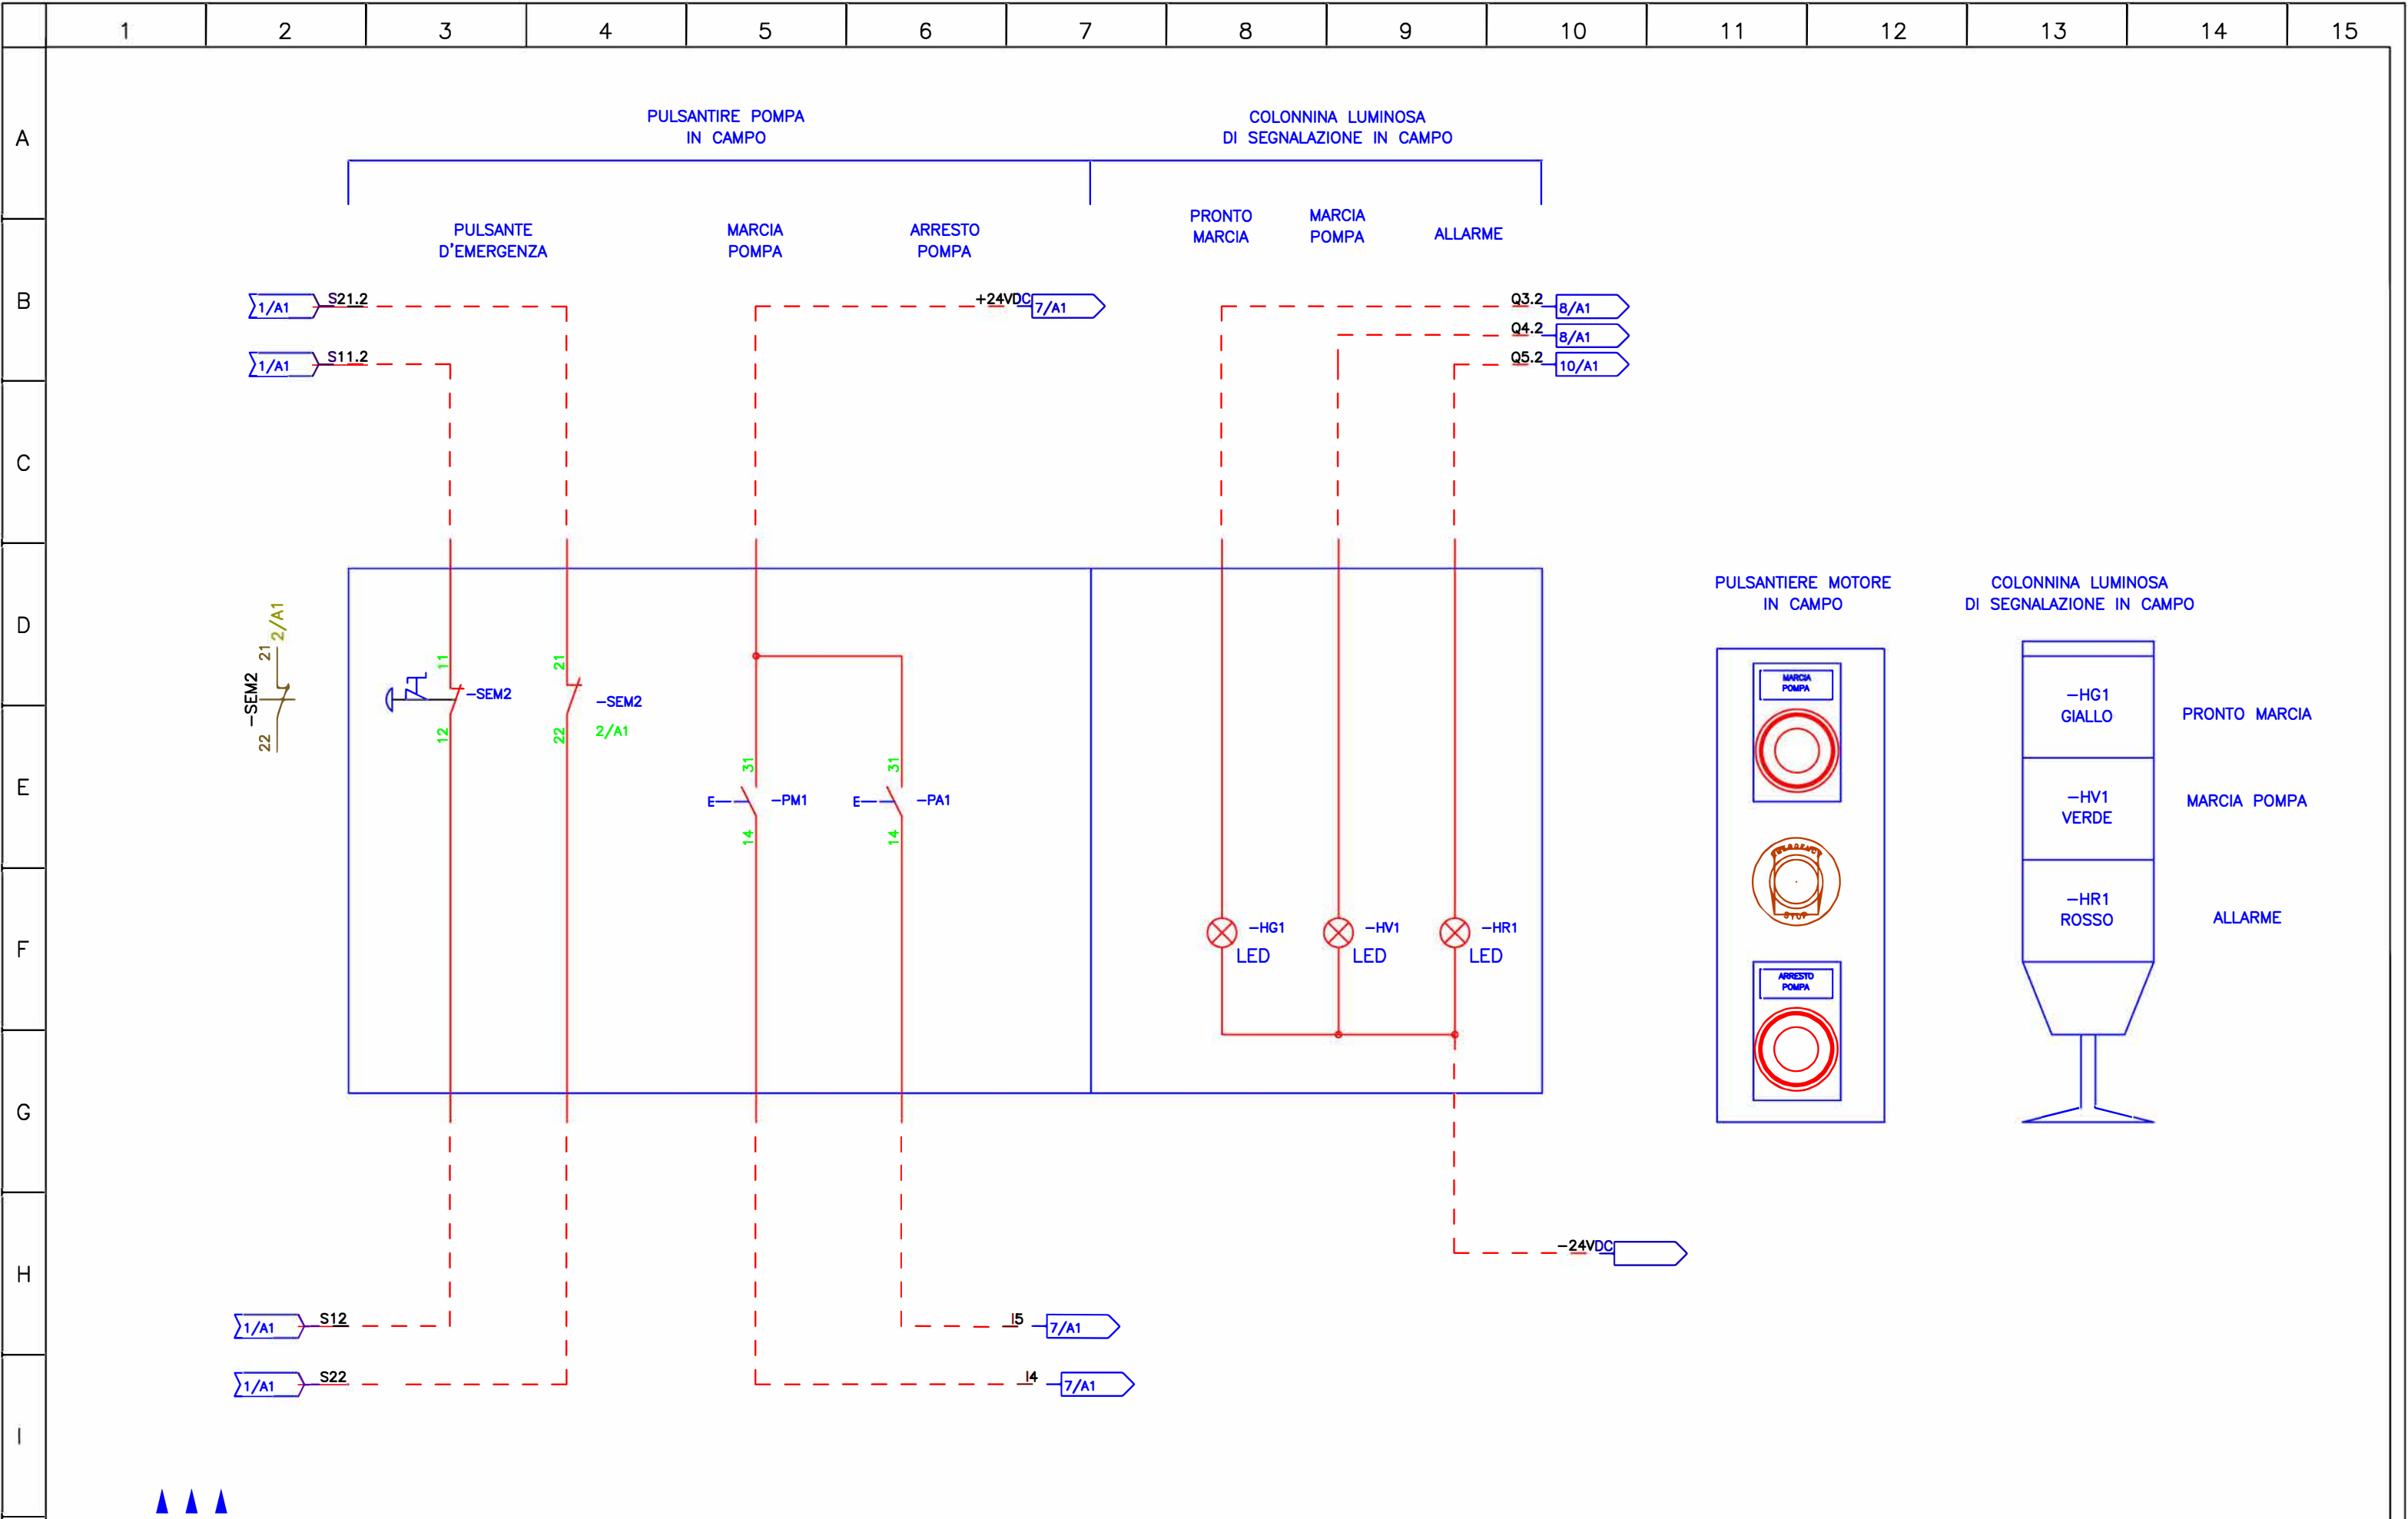 1 2 3 4 5 6 7 8 9 10 11 12 13 14 15
A
PULSANTIRE POMPA
IN CAMPO
COLONNINA LUMINOSA
DI SEGNALAZIONE IN CAMPO
PULSANTE
D'EMERGENZA
MARCIA
POMPA
ARRESTO
POMPA
PRONTO
MARCIA
MARCIA
POMPA
ALLARME
B
1/A1 S21.2
+24VDC 7/A1
Q3.2 8/A1
Q4.2 8/A1
1/A1 S11.2
Q5.2 10/A1
C
D
PULSANTIERE MOTORE
IN CAMPO
COLONNINA LUMINOSA
DI SEGNALAZIONE IN CAMPO
2/A1
21
-SEM2
22
11
-SEM2
12
21
-SEM2
22
2/A1
MARCIA
POMPA
-HG1
GIALLO
PRONTO MARCIA
E
31
-PM1
E
14
31
-PA1
E
14
-HV1
VERDE
MARCIA POMPA
EMERGENCY
STOP
-HR1
ROSSO
ALLARME
F
-HG1
LED
-HV1
LED
-HR1
LED
ARRESTO
POMPA
G
H
-24VDC
1/A1 S12
I5 7/A1
1/A1 S22
I4 7/A1
I